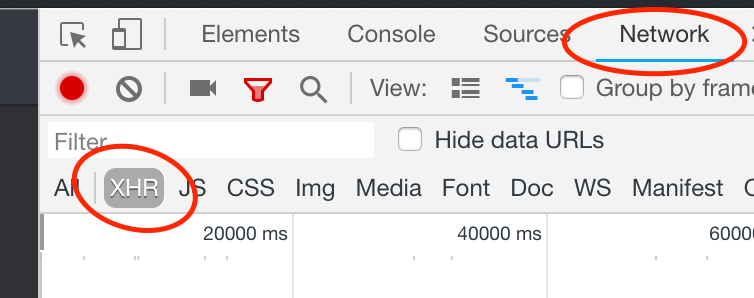 Elements Console Sources Network
View: Group by frame
Filter Hide data URLs
All XHR JS CSS Img Media Font Doc WS Manifest
20000 ms 40000 ms 60000